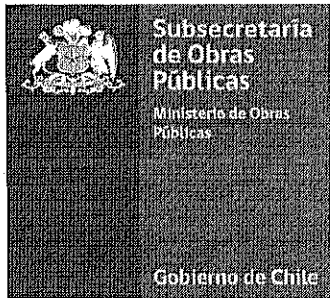 Subsecretaría
de Obras
Públicas
Ministerio de Obras
Públicas
Gobierno de Chile